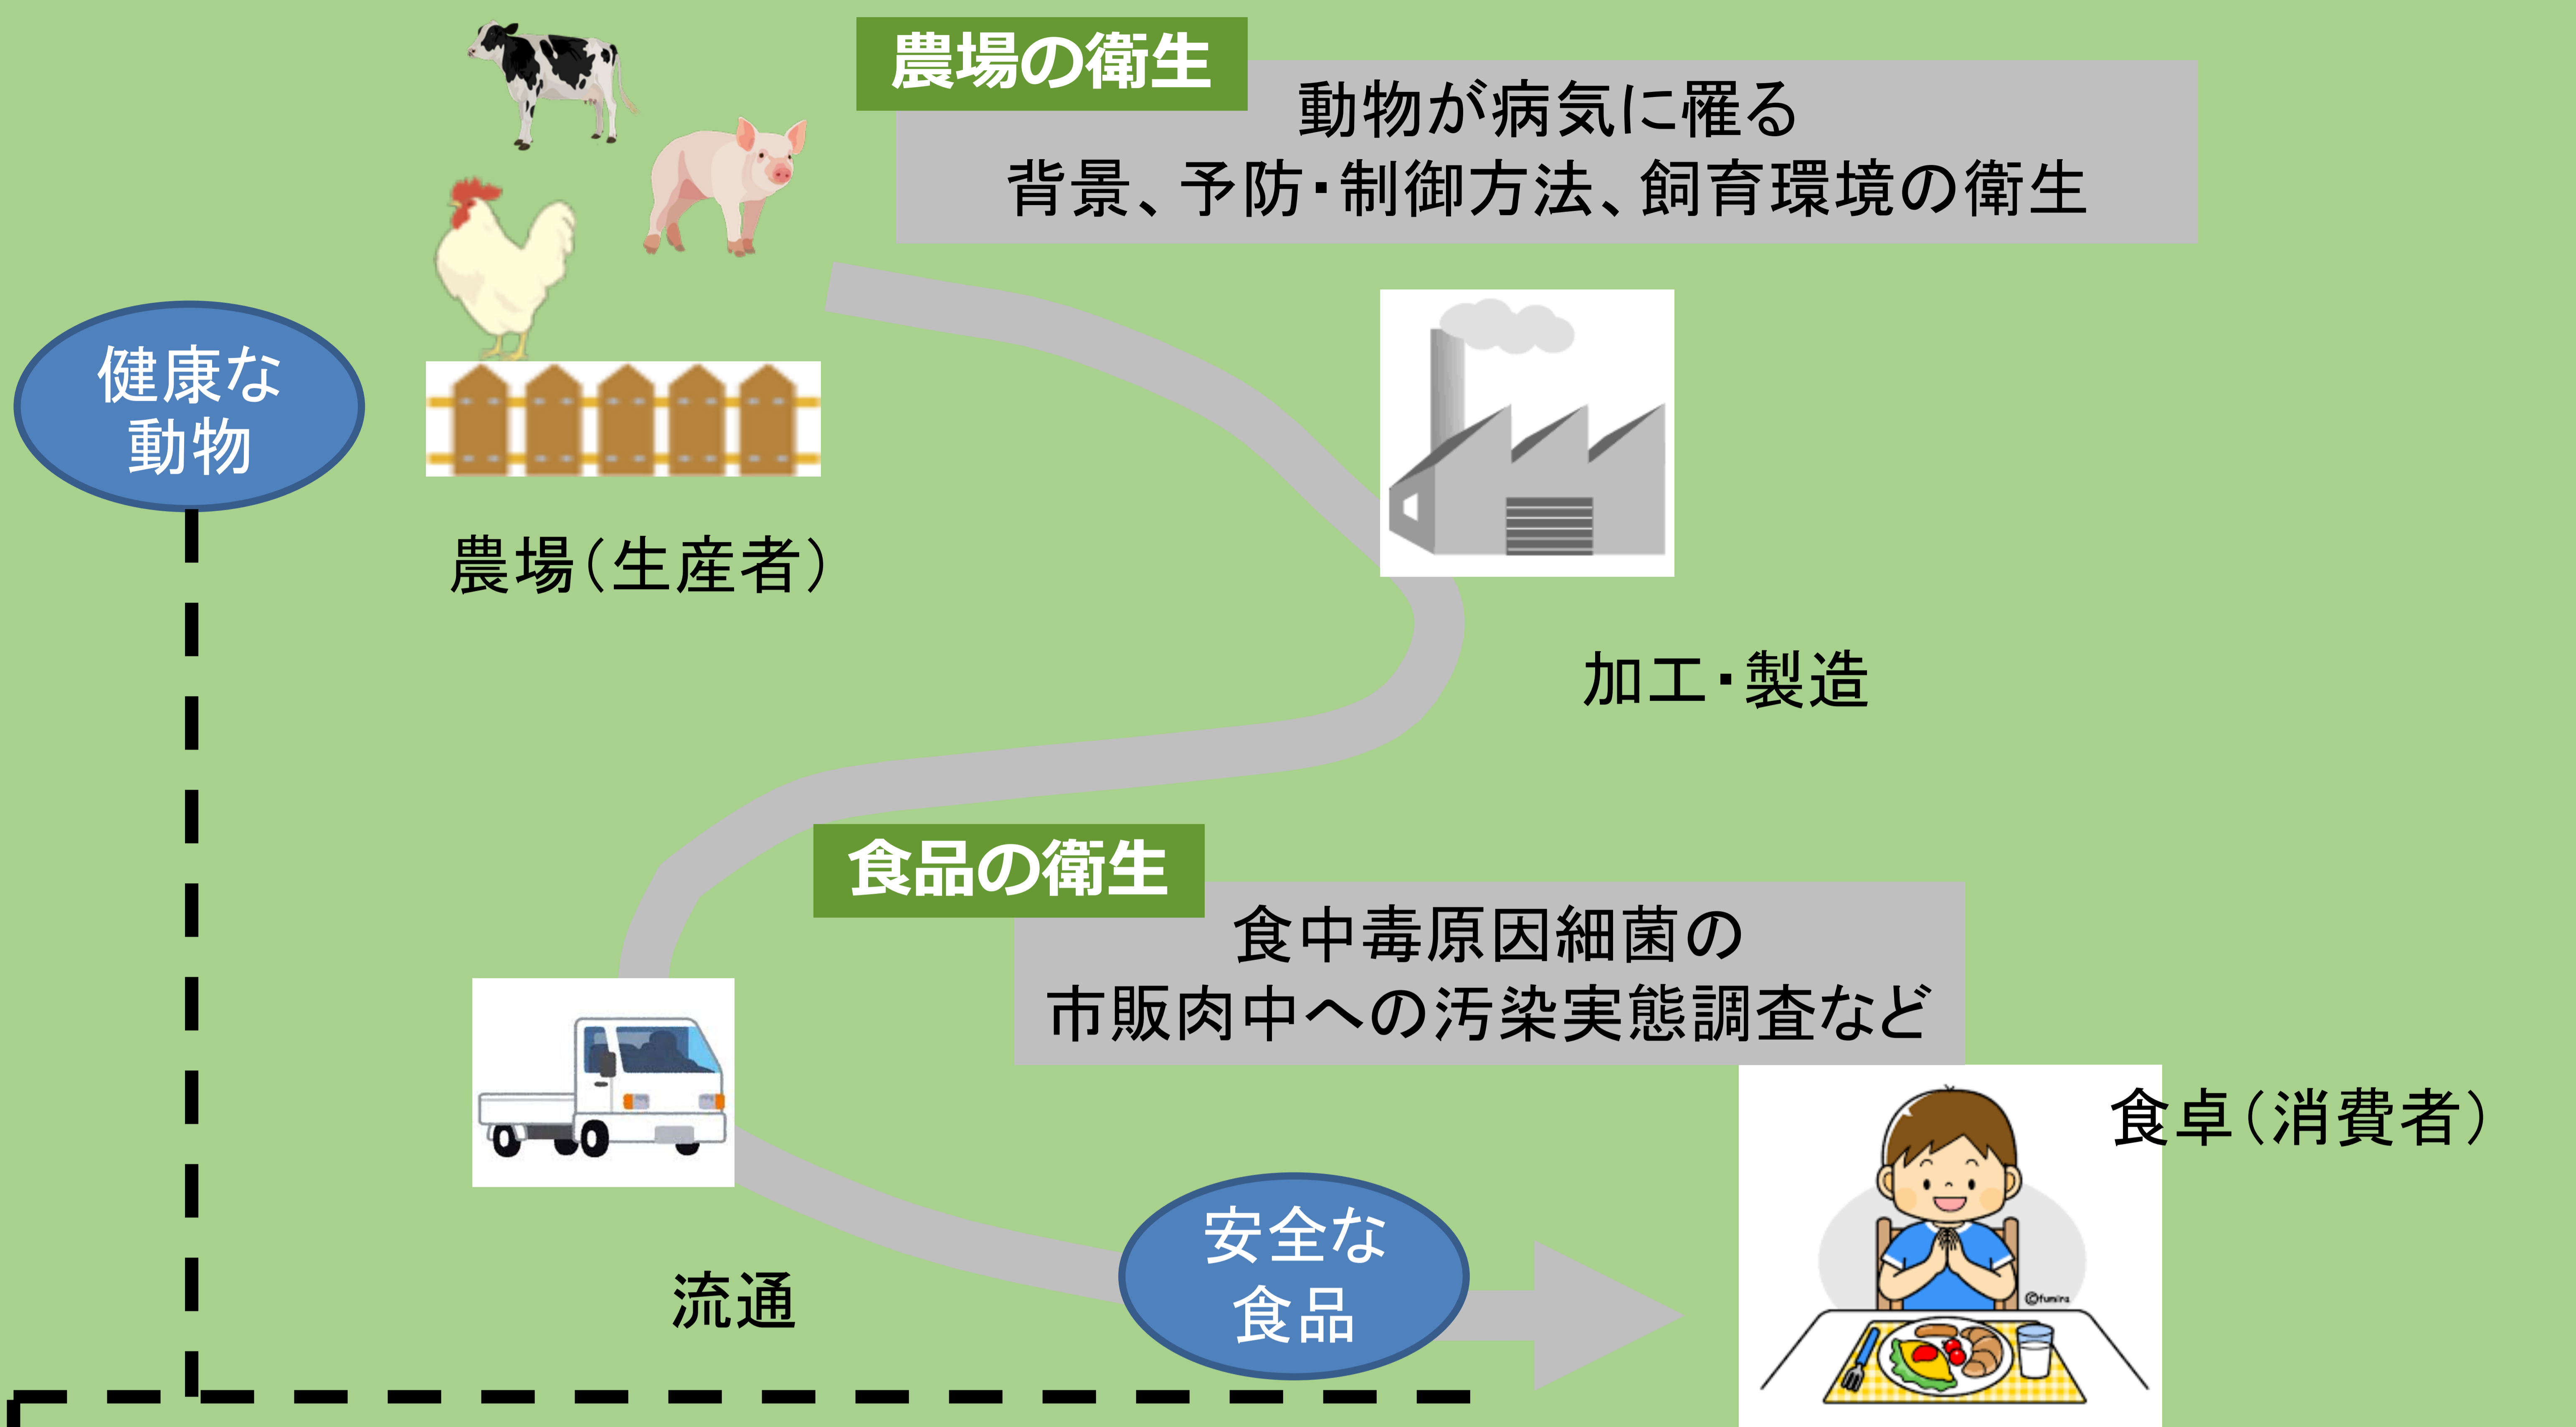 農場の衛生
動物が病気に罹る
背景、予防・制御方法、飼育環境の衛生
健康な
動物
農場（生産者）
加工・製造
食品の衛生
食中毒原因細菌の
市販肉中への汚染実態調査など
食卓（消費者）
流通
安全な
食品
©fumira